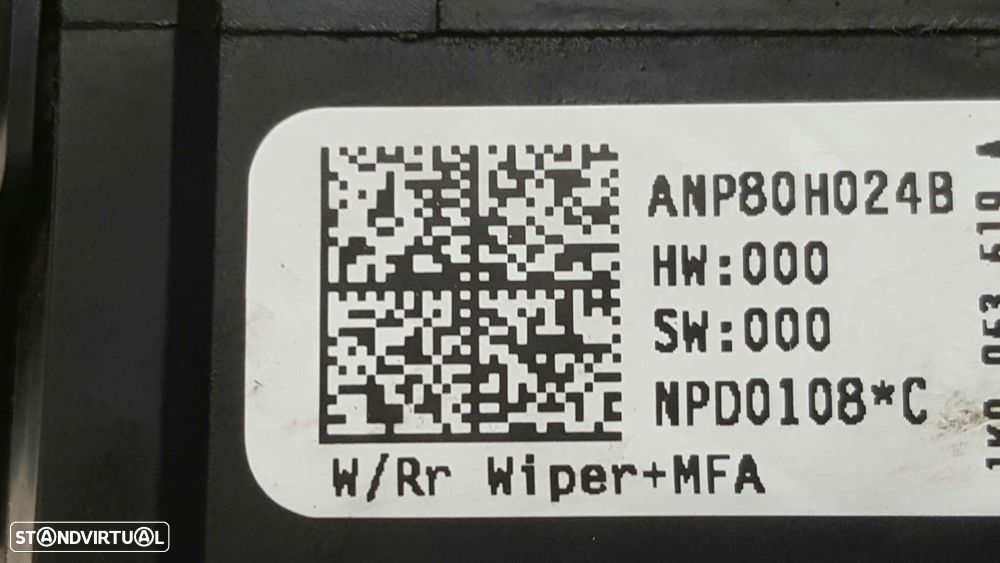 ANP80H024B
HW:000
SW:000
NPD0108*C
W/Rr Wiper+MFA
STANDVIRTUAL